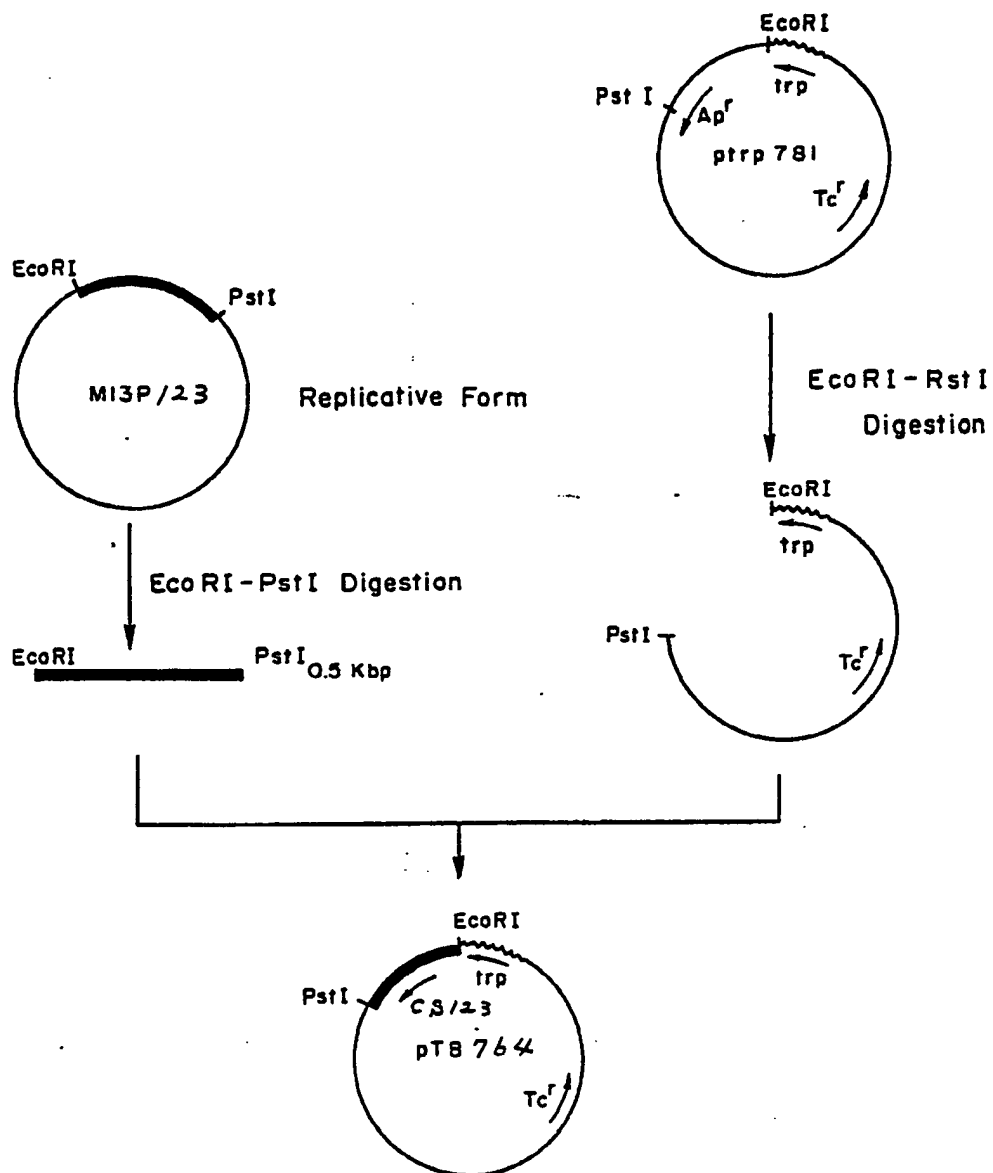 EcoRI
trp
Pst I
Ap^r
ptrp 781
Tc^r
EcoRI
PstI
M13P/23
Replicative Form
EcoRI-RstI
Digestion
EcoRI-PstI Digestion
EcoRI
PstI
0.5 Kbp
EcoRI
trp
PstI
Tc^r
EcoRI
trp
PstI
CS/23
pTB 764
Tc^r